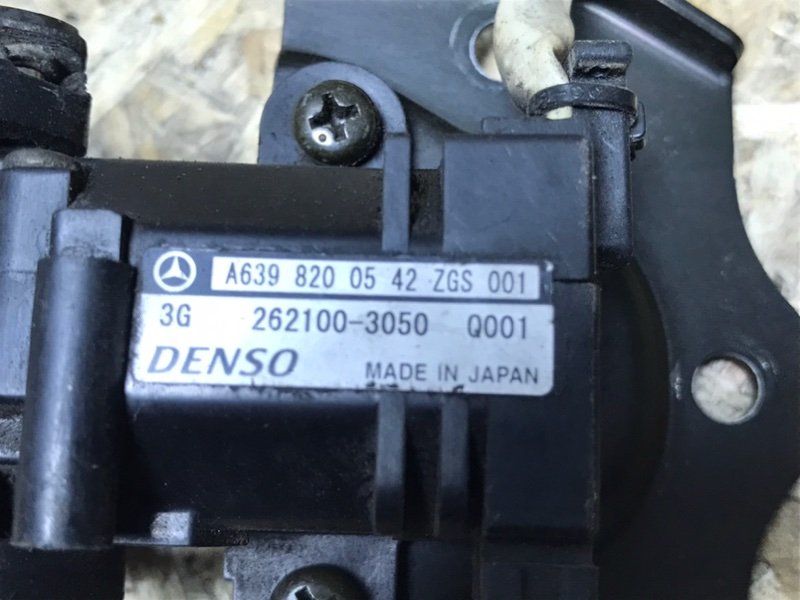 A639 820 05 42 ZGS 001
3G 262100-3050 Q001
DENSO MADE IN JAPAN